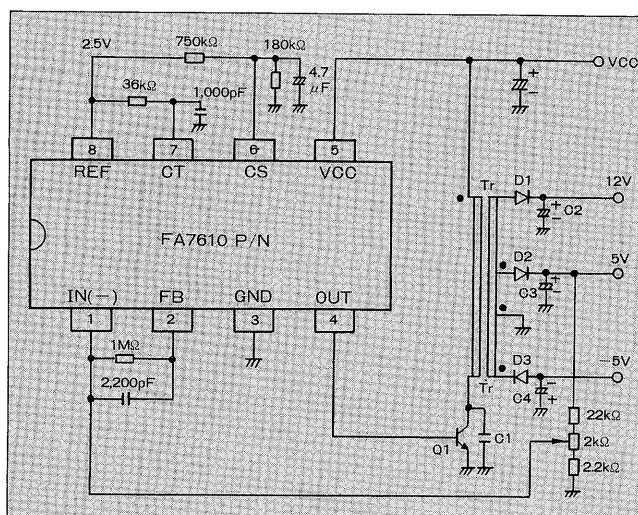 2.5V
750kΩ
180kΩ
4.7
μF
36kΩ
1,000pF
VCC
+
−
8
7
6
5
REF
CT
CS
VCC
FA7610 P/N
IN(−)
FB
GND
OUT
1
2
3
4
1MΩ
2,200pF
Tr
D1
12V
+
−
C2
D2
5V
+
−
C3
D3
−5V
Tr
C4
−
+
Q1
C1
22kΩ
2kΩ
2.2kΩ